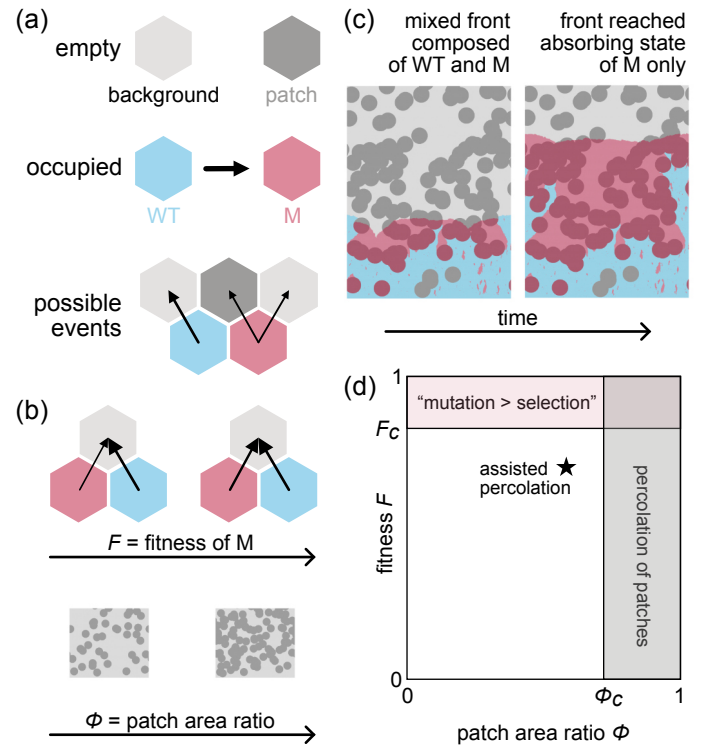 (a)
empty
background
patch
occupied
WT
M
possible
events
(b)
F = fitness of M
Φ = patch area ratio
(c)
mixed front
composed
of WT and M
front reached
absorbing state
of M only
time
(d)
1
“mutation > selection”
Fc
assisted
percolation
percolation of patches
fitness F
0
0
Φc
1
patch area ratio Φ